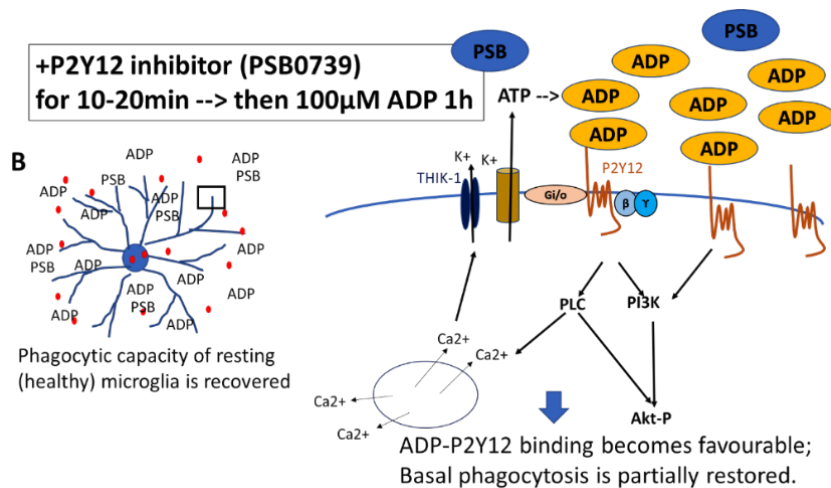 +P2Y12 inhibitor (PSB0739)
for 10-20min --> then 100µM ADP 1h
PSB
PSB
ADP
ADP
ATP -->
ADP
ADP
ADP
ADP
ADP
ADP
B
ADP
ADP
PSB
PSB
ADP
ADP
PSB
ADP
ADP
PSB
ADP
ADP
ADP
PSB
ADP
ADP
ADP
Phagocytic capacity of resting
(healthy) microglia is recovered
K+
K+
THIK-1
P2Y12
Gi/o
β
ϒ
PLC
PI3K
Ca2+
Ca2+
Ca2+
Ca2+
Akt-P
ADP-P2Y12 binding becomes favourable;
Basal phagocytosis is partially restored.